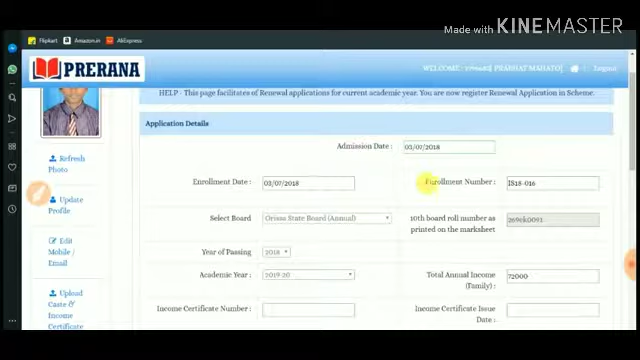 Made with KINEMASTER
Flipkart Amazon.in AliExpress
PRERANA
PRABHAT MAHATO] Logout
HELP - This page facilitates of Renewal applications for current academic year. You are now register Renewal Application in Scheme.
Application Details
Admission Date : 03/07/2018
Enrollment Date : 03/07/2018 Enrollment Number : IS18-016
Refresh Photo
Select Board Orissa State Board (Annual) 10th board roll number as printed on the marksheet
Update Profile
Year of Passing 2018
Edit Mobile / Email
Academic Year : 2019-20 Total Annual Income (Family) : 72000
Upload Caste & Income Certificate
Income Certificate Number : Income Certificate Issue Date :